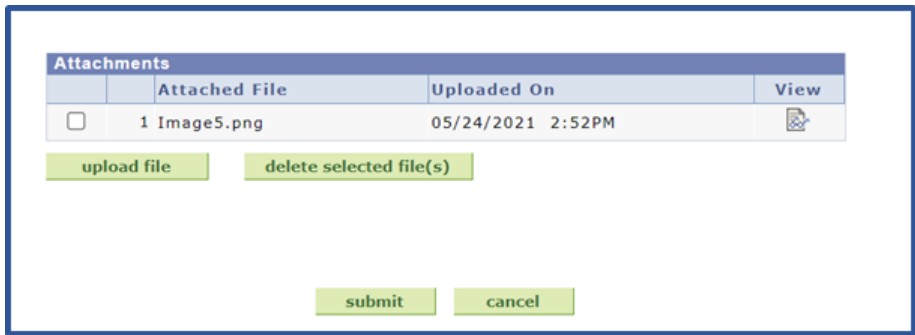 Attachments
Attached File Uploaded On View
1 Image5.png 05/24/2021 2:52PM
upload file delete selected file(s)
submit cancel